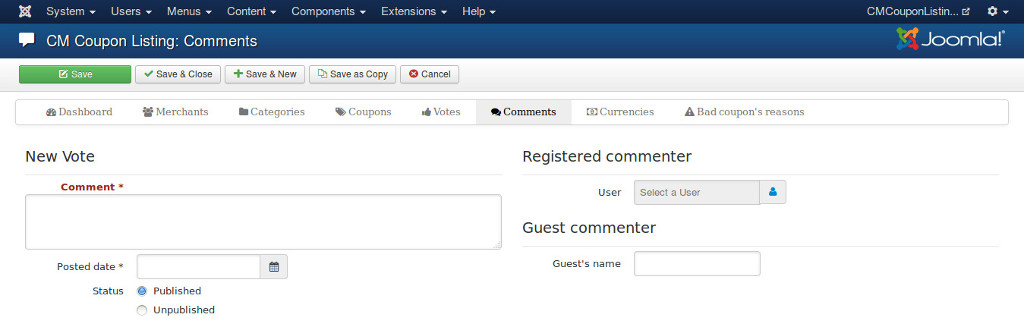 System Users Menus Content Components Extensions Help CMCouponListin...
CM Coupon Listing: Comments Joomla!®
Save Save & Close Save & New Save as Copy Cancel
Dashboard Merchants Categories Coupons Votes Comments Currencies Bad coupon's reasons
New Vote
Comment *
Posted date *
Status Published
Unpublished
Registered commenter
User Select a User
Guest commenter
Guest's name